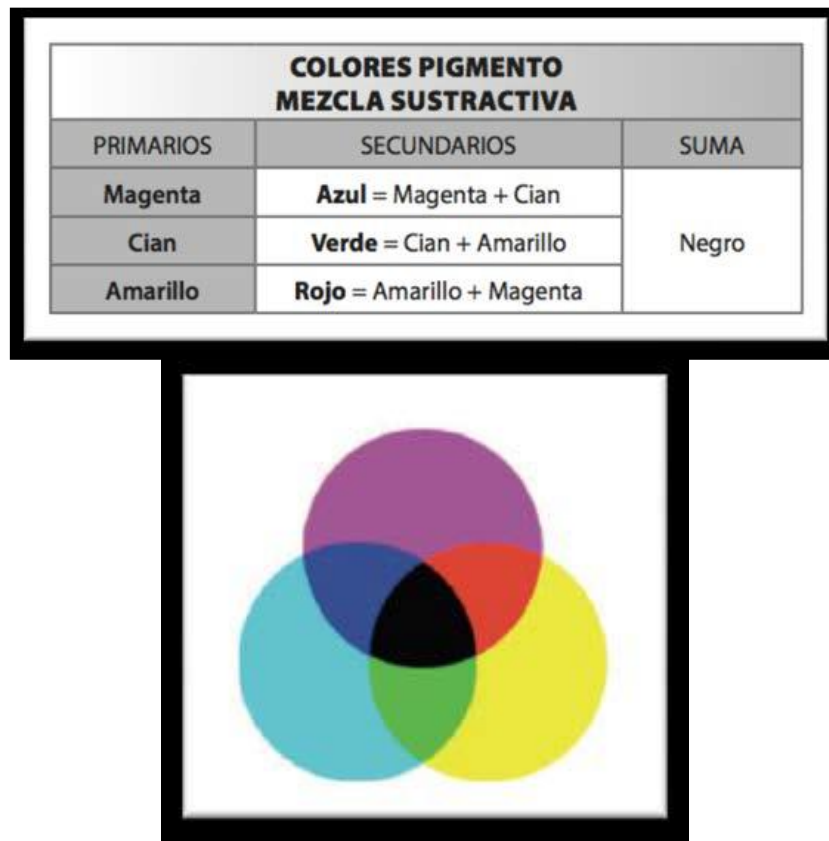 COLORES PIGMENTO
MEZCLA SUSTRACTIVA
PRIMARIOS SECUNDARIOS SUMA
Magenta Azul = Magenta + Cian
Cian Verde = Cian + Amarillo Negro
Amarillo Rojo = Amarillo + Magenta